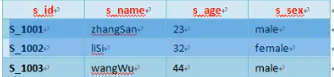 s_id s_name s_age s_sex
S_1001 zhangSan 23 male
S_1002 liSi 32 female
S_1003 wangWu 44 male